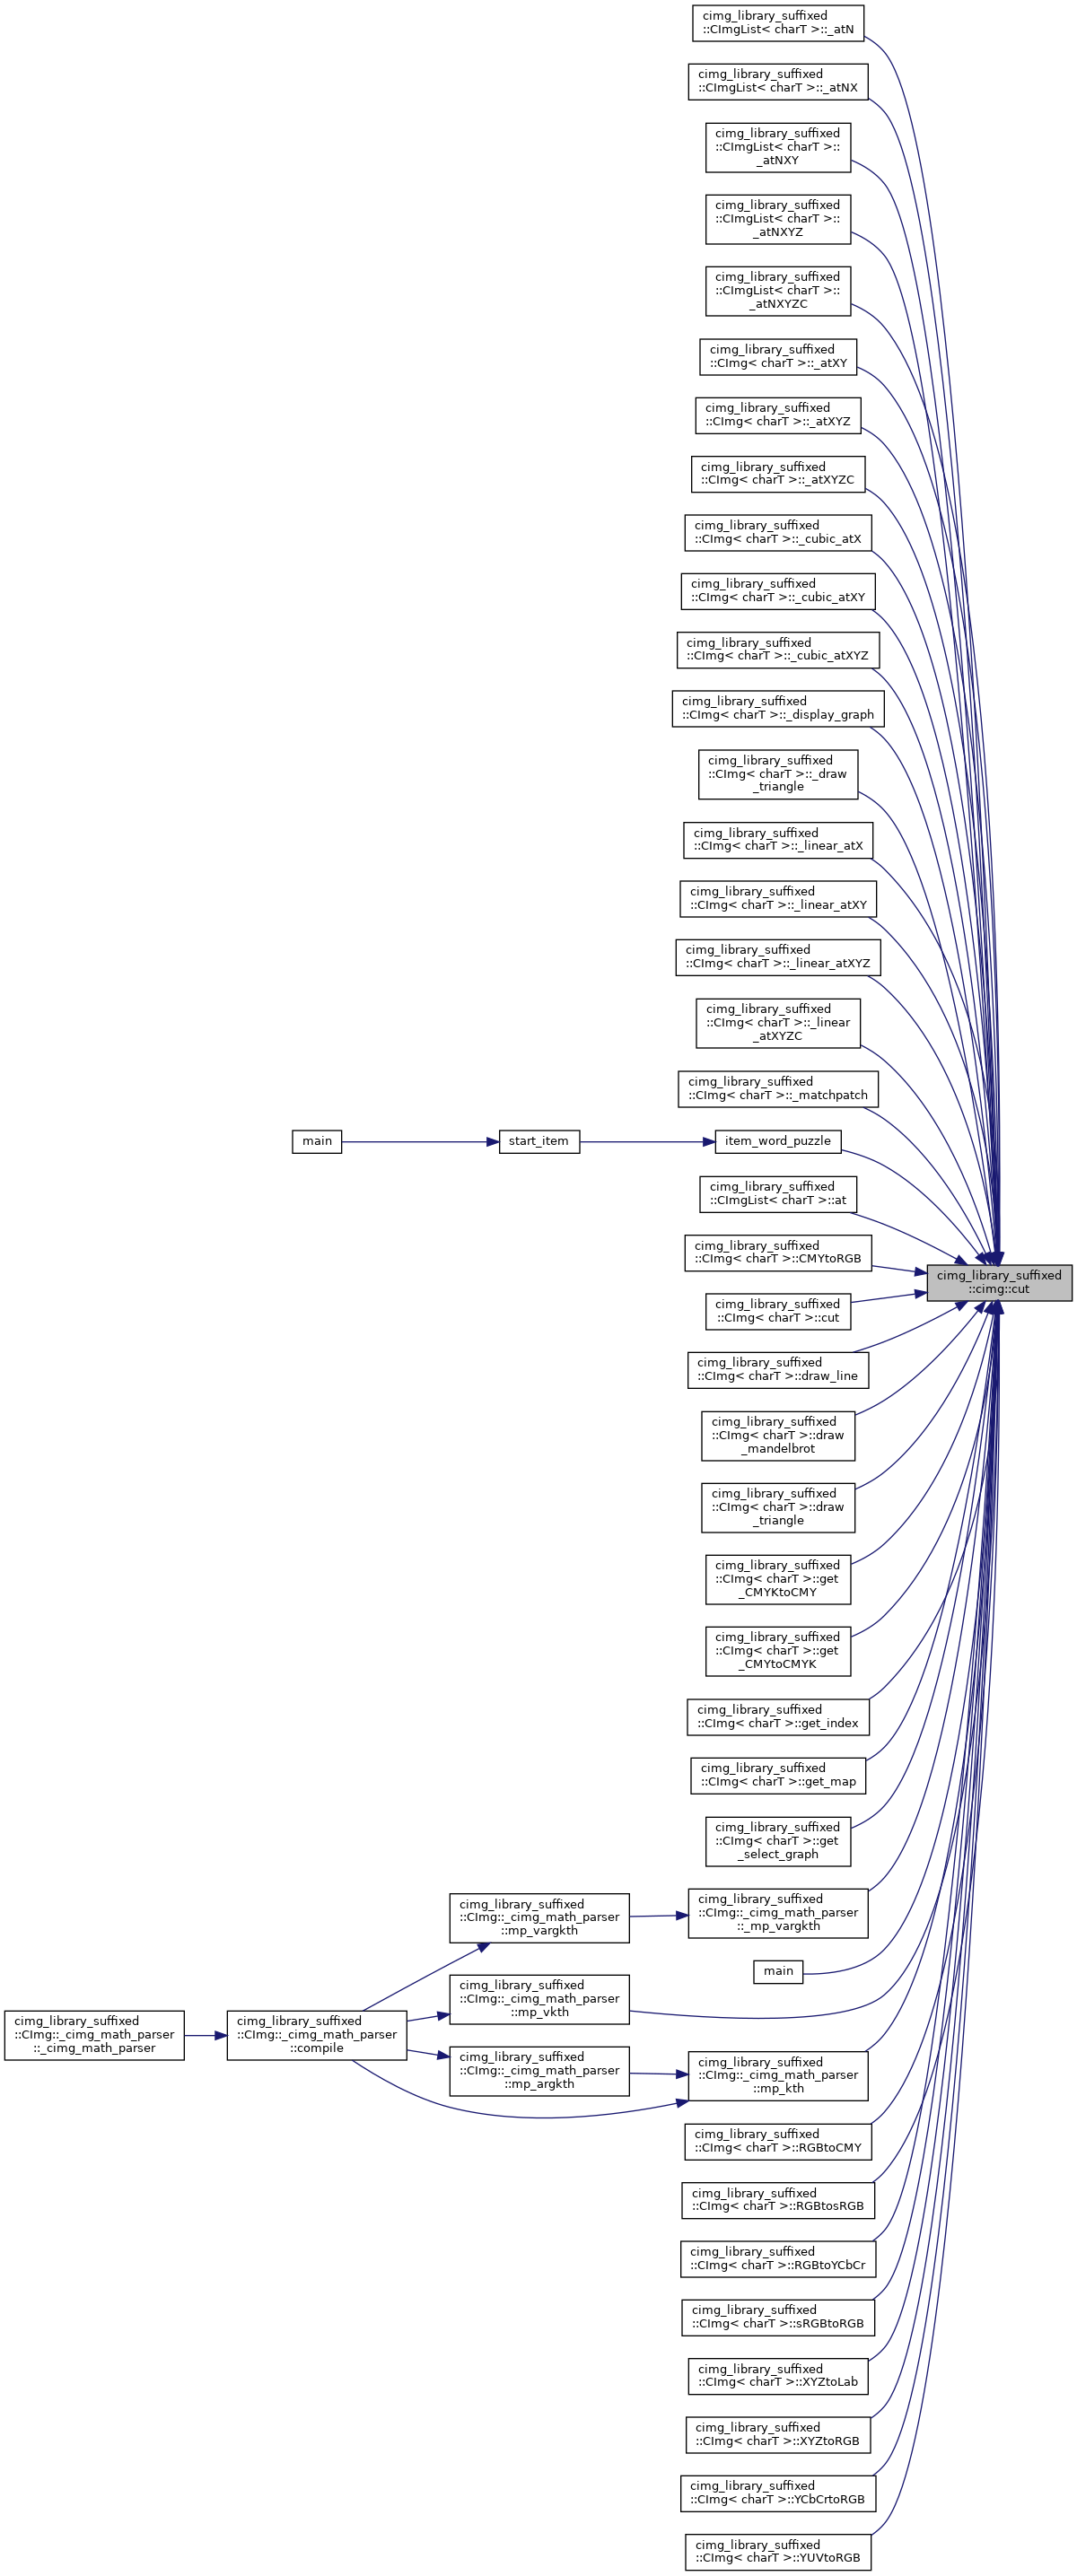 cimg_library_suffixed
::CImgList< charT >::_atN
cimg_library_suffixed
::CImgList< charT >::_atNX
cimg_library_suffixed
::CImgList< charT >::
_atNXY
cimg_library_suffixed
::CImgList< charT >::
_atNXYZ
cimg_library_suffixed
::CImgList< charT >::
_atNXYZC
cimg_library_suffixed
::CImg< charT >::_atXY
cimg_library_suffixed
::CImg< charT >::_atXYZ
cimg_library_suffixed
::CImg< charT >::_atXYZC
cimg_library_suffixed
::CImg< charT >::_cubic_atX
cimg_library_suffixed
::CImg< charT >::_cubic_atXY
cimg_library_suffixed
::CImg< charT >::_cubic_atXYZ
cimg_library_suffixed
::CImg< charT >::_display_graph
cimg_library_suffixed
::CImg< charT >::_draw
_triangle
cimg_library_suffixed
::CImg< charT >::_linear_atX
cimg_library_suffixed
::CImg< charT >::_linear_atXY
cimg_library_suffixed
::CImg< charT >::_linear_atXYZ
cimg_library_suffixed
::CImg< charT >::_linear
_atXYZC
cimg_library_suffixed
::CImg< charT >::_matchpatch
main
start_item
item_word_puzzle
cimg_library_suffixed
::CImgList< charT >::at
cimg_library_suffixed
::CImg< charT >::CMYtoRGB
cimg_library_suffixed
::cimg::cut
cimg_library_suffixed
::CImg< charT >::cut
cimg_library_suffixed
::CImg< charT >::draw_line
cimg_library_suffixed
::CImg< charT >::draw
_mandelbrot
cimg_library_suffixed
::CImg< charT >::draw
_triangle
cimg_library_suffixed
::CImg< charT >::get
_CMYKtoCMY
cimg_library_suffixed
::CImg< charT >::get
_CMYtoCMYK
cimg_library_suffixed
::CImg< charT >::get_index
cimg_library_suffixed
::CImg< charT >::get_map
cimg_library_suffixed
::CImg< charT >::get
_select_graph
cimg_library_suffixed
::CImg::_cimg_math_parser
::mp_vargkth
cimg_library_suffixed
::CImg::_cimg_math_parser
::_mp_vargkth
main
cimg_library_suffixed
::CImg::_cimg_math_parser
::mp_vkth
cimg_library_suffixed
::CImg::_cimg_math_parser
::_cimg_math_parser
cimg_library_suffixed
::CImg::_cimg_math_parser
::compile
cimg_library_suffixed
::CImg::_cimg_math_parser
::mp_argkth
cimg_library_suffixed
::CImg::_cimg_math_parser
::mp_kth
cimg_library_suffixed
::CImg< charT >::RGBtoCMY
cimg_library_suffixed
::CImg< charT >::RGBtosRGB
cimg_library_suffixed
::CImg< charT >::RGBtoYCbCr
cimg_library_suffixed
::CImg< charT >::sRGBtoRGB
cimg_library_suffixed
::CImg< charT >::XYZtoLab
cimg_library_suffixed
::CImg< charT >::XYZtoRGB
cimg_library_suffixed
::CImg< charT >::YCbCrtoRGB
cimg_library_suffixed
::CImg< charT >::YUVtoRGB